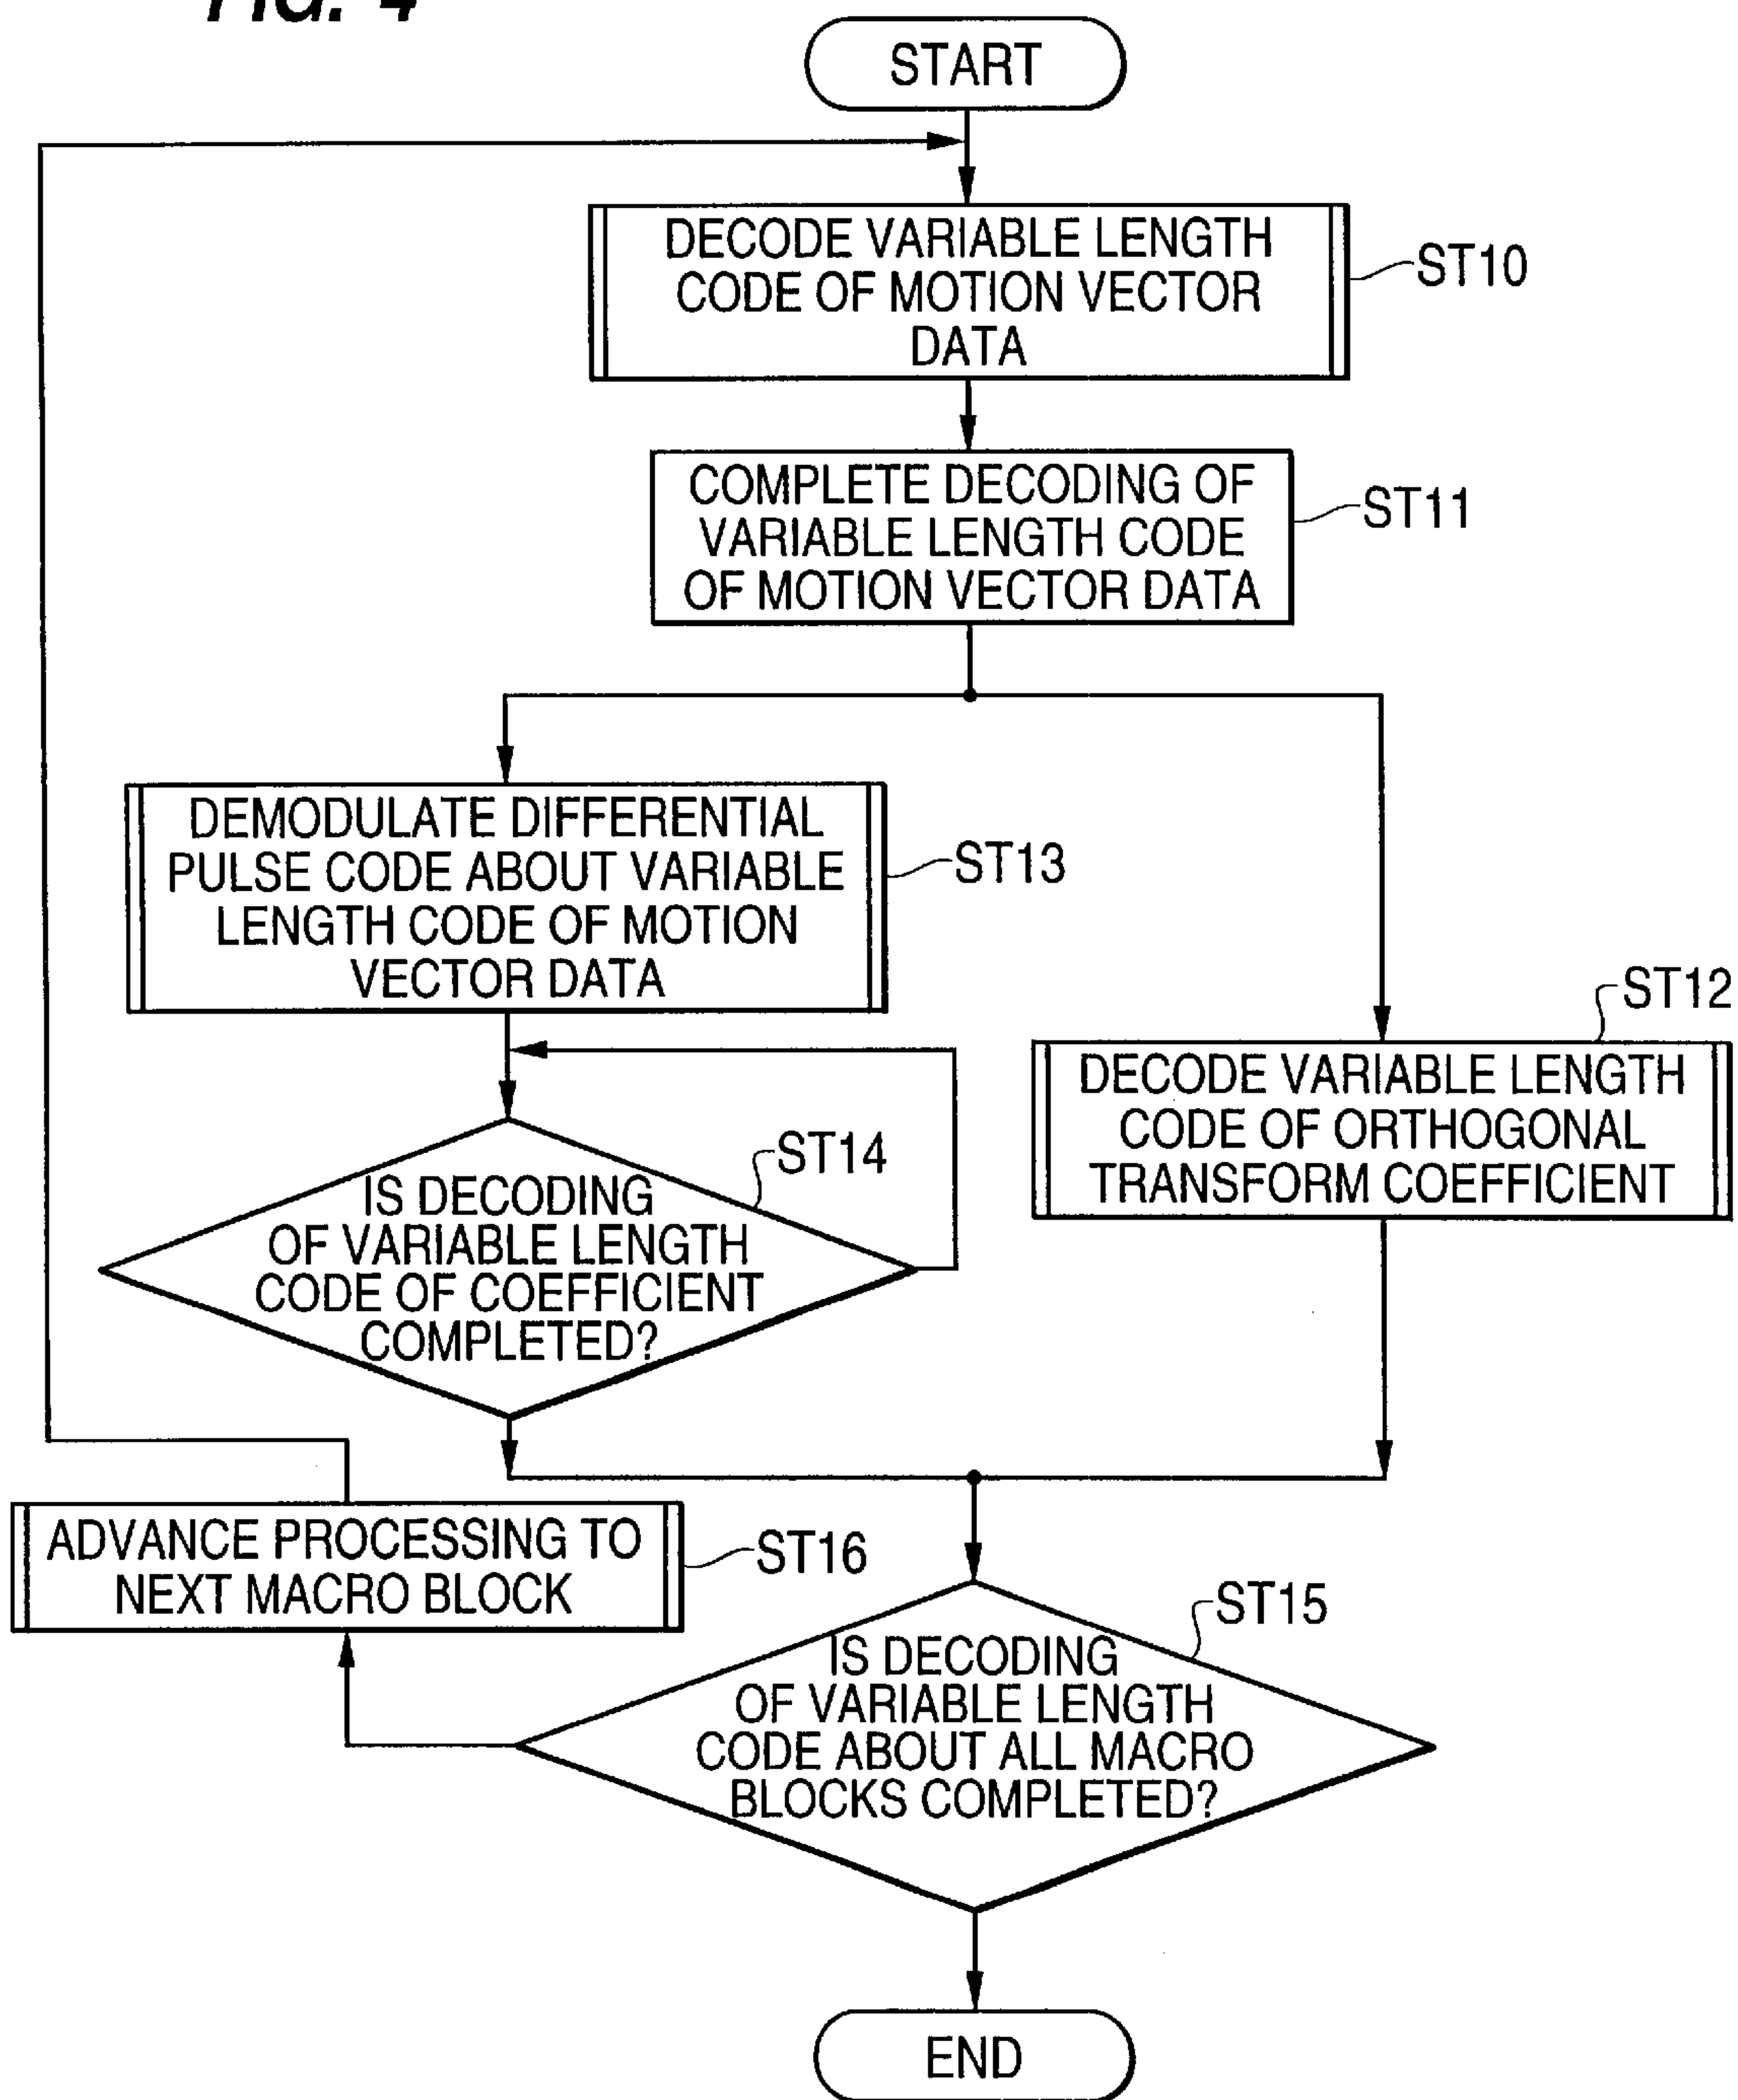 FIG. 4
START
DECODE VARIABLE LENGTH
CODE OF MOTION VECTOR
DATA
ST10
COMPLETE DECODING OF
VARIABLE LENGTH CODE
OF MOTION VECTOR DATA
ST11
DEMODULATE DIFFERENTIAL
PULSE CODE ABOUT VARIABLE
LENGTH CODE OF MOTION
VECTOR DATA
ST13
ST12
DECODE VARIABLE LENGTH
CODE OF ORTHOGONAL
TRANSFORM COEFFICIENT
ST14
IS DECODING
OF VARIABLE LENGTH
CODE OF COEFFICIENT
COMPLETED?
ADVANCE PROCESSING TO
NEXT MACRO BLOCK
ST16
ST15
IS DECODING
OF VARIABLE LENGTH
CODE ABOUT ALL MACRO
BLOCKS COMPLETED?
END